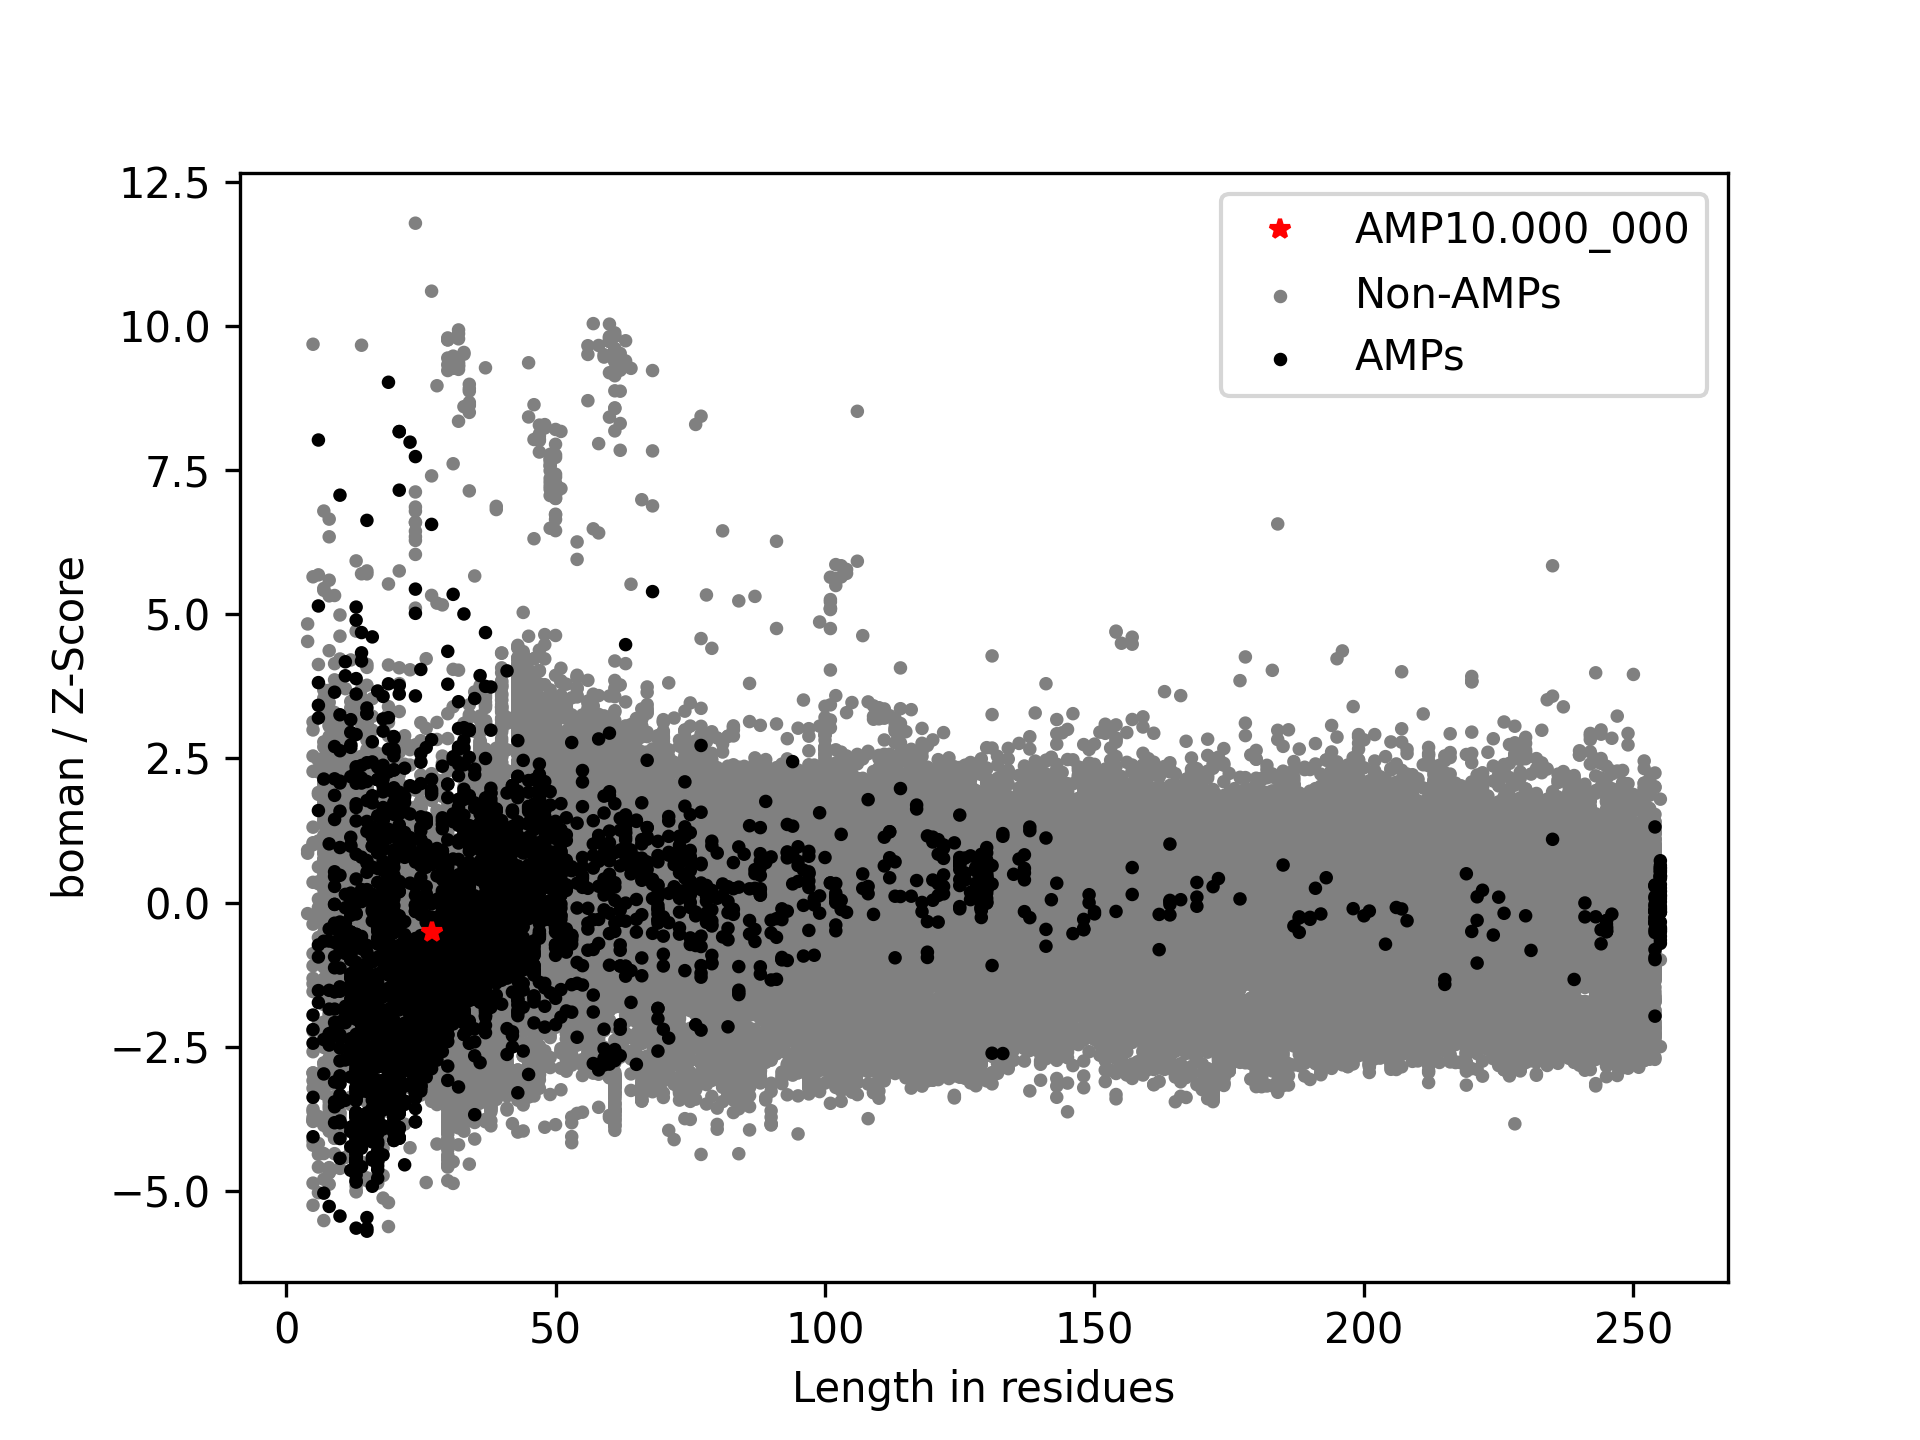 12.5
10.0
7.5
5.0
2.5
0.0
−2.5
−5.0
boman / Z-Score
0 50 100 150 200 250
Length in residues
AMP10.000_000
Non-AMPs
AMPs